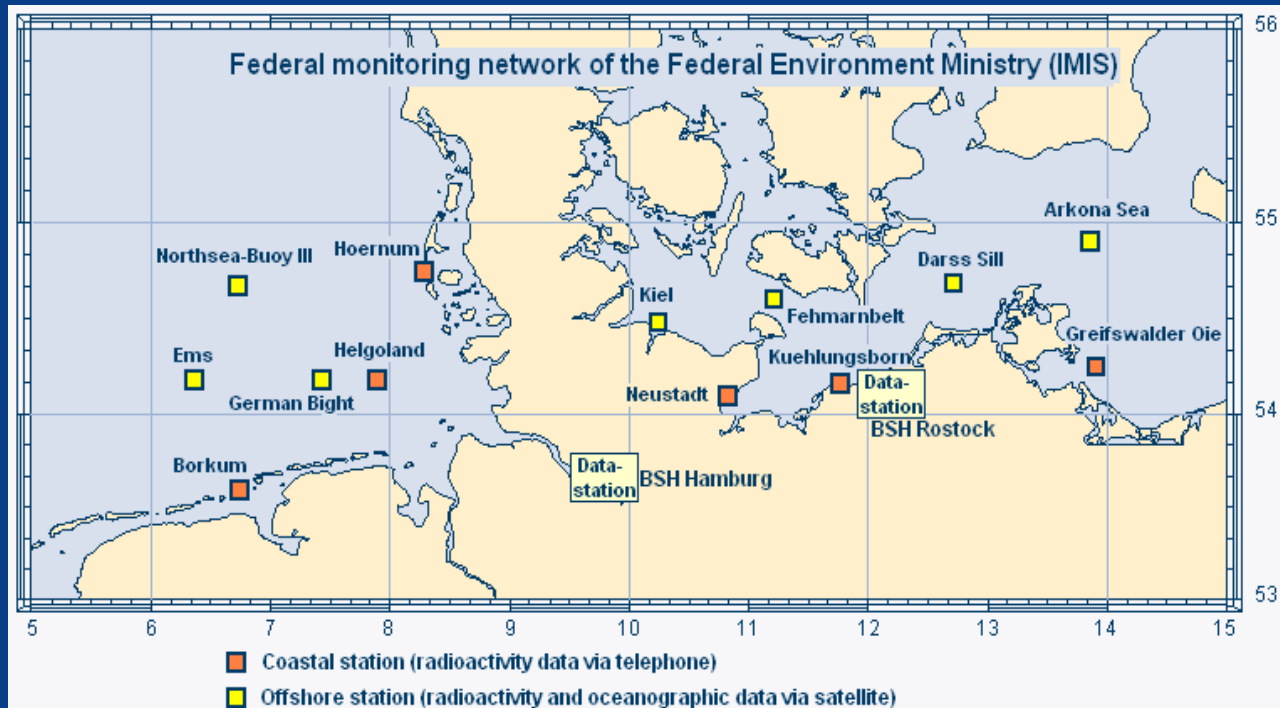 Federal monitoring network of the Federal Environment Ministry (IMIS)
56
Arkona Sea
55
Hoernum
Northsea-Buoy III
Darss Sill
Kiel
Fehmarnbelt
Greifswalder Oie
Helgoland
Ems
Kuehlungsborn
Neustadt
Data-
station
German Bight
54
BSH Rostock
Borkum
Data-
station
BSH Hamburg
53
5 6 7 8 9 10 11 12 13 14 15
Coastal station (radioactivity data via telephone)
Offshore station (radioactivity and oceanographic data via satellite)